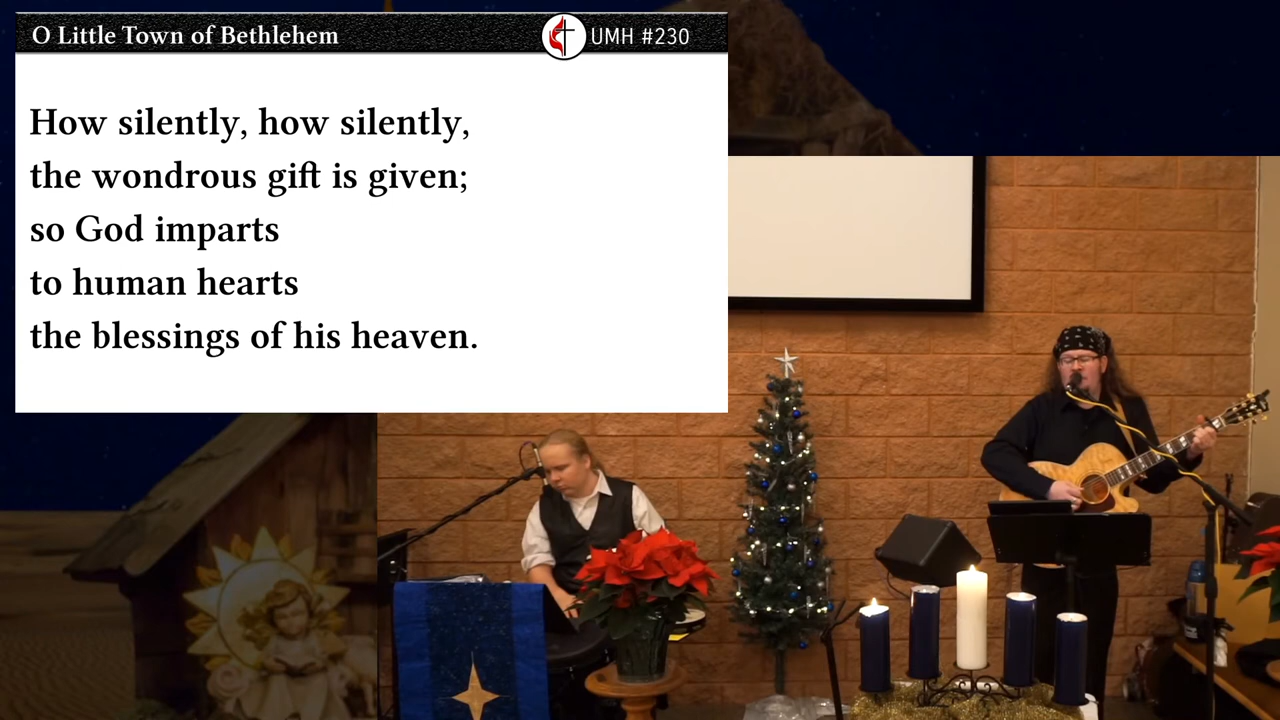 O Little Town of Bethlehem
UMH #230
How silently, how silently,
the wondrous gift is given;
so God imparts
to human hearts
the blessings of his heaven.